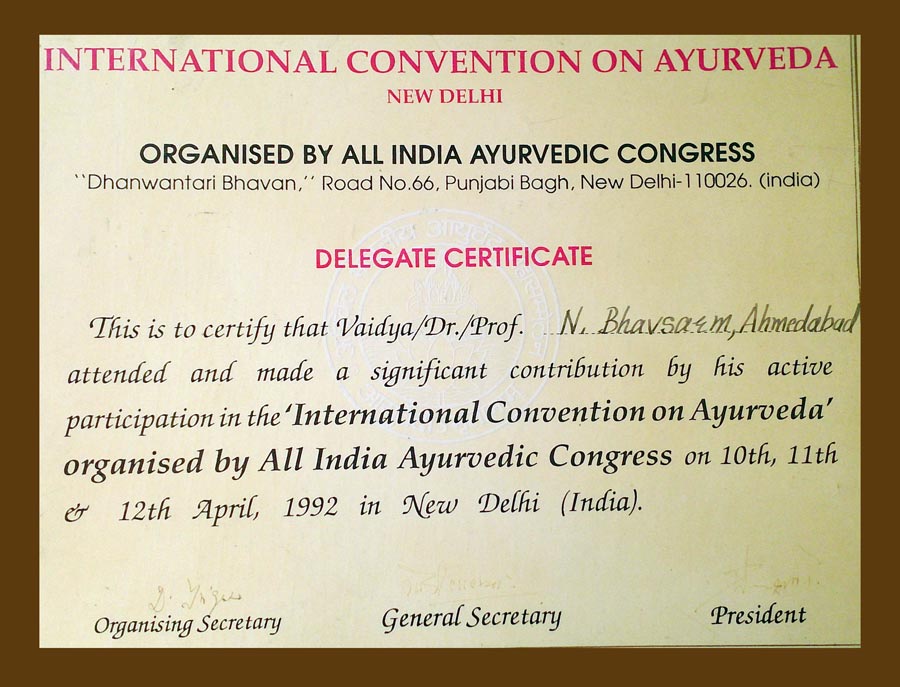 INTERNATIONAL CONVENTION ON AYURVEDA
NEW DELHI
ORGANISED BY ALL INDIA AYURVEDIC CONGRESS
``Dhanwantari Bhavan,'' Road No.66, Punjabi Bagh, New Delhi-110026. (india)
DELEGATE CERTIFICATE
This is to certify that Vaidya/Dr./Prof. N. Bhavsarm, Ahmedabad
attended and made a significant contribution by his active
participation in the 'International Convention on Ayurveda'
organised by All India Ayurvedic Congress on 10th, 11th
& 12th April, 1992 in New Delhi (India).
Organising Secretary General Secretary President